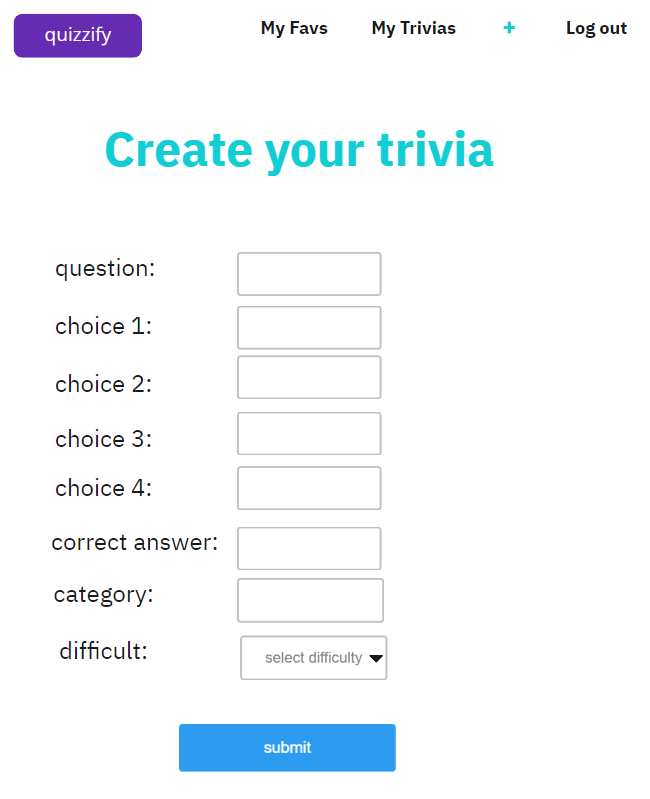 quizzify My Favs My Trivias + Log out
Create your trivia
question:
choice 1:
choice 2:
choice 3:
choice 4:
correct answer:
category:
difficult: select difficulty
submit